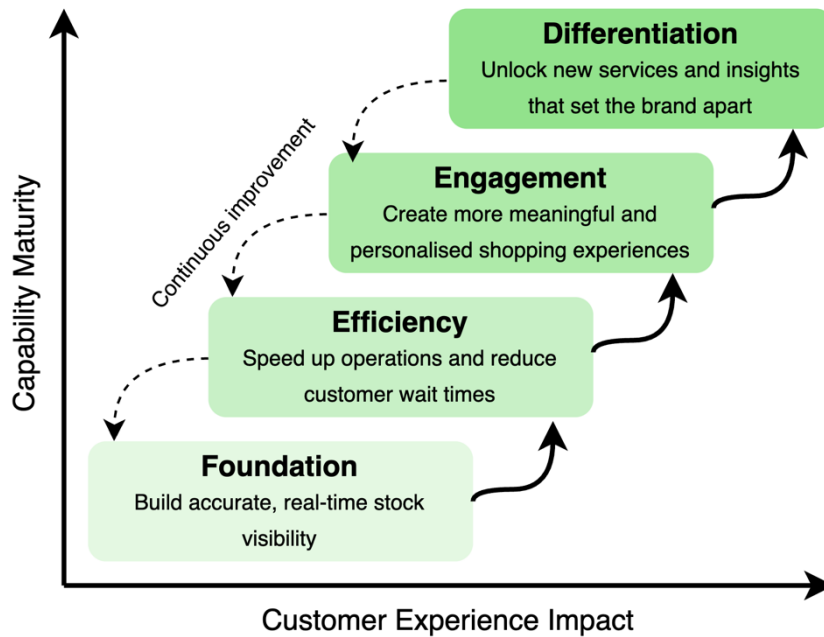 Differentiation
Unlock new services and insights
that set the brand apart
Engagement
Create more meaningful and
personalised shopping experiences
Continuous improvement
Efficiency
Speed up operations and reduce
customer wait times
Foundation
Build accurate, real-time stock
visibility
Capability Maturity
Customer Experience Impact